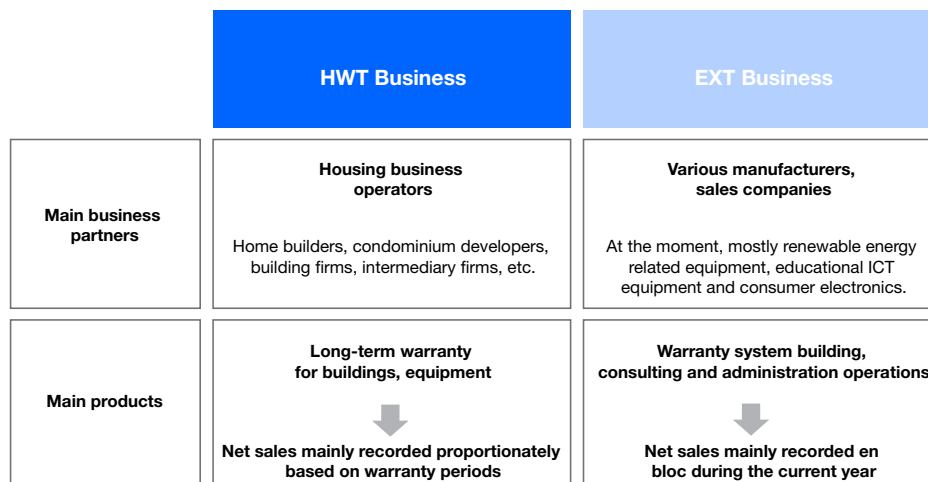 HWT Business
EXT Business
Main business
partners
Housing business
operators
Home builders, condominium developers,
building firms, intermediary firms, etc.
Various manufacturers,
sales companies
At the moment, mostly renewable energy
related equipment, educational ICT
equipment and consumer electronics.
Main products
Long-term warranty
for buildings, equipment
Net sales mainly recorded proportionately
based on warranty periods
Warranty system building,
consulting and administration operations
Net sales mainly recorded en
bloc during the current year